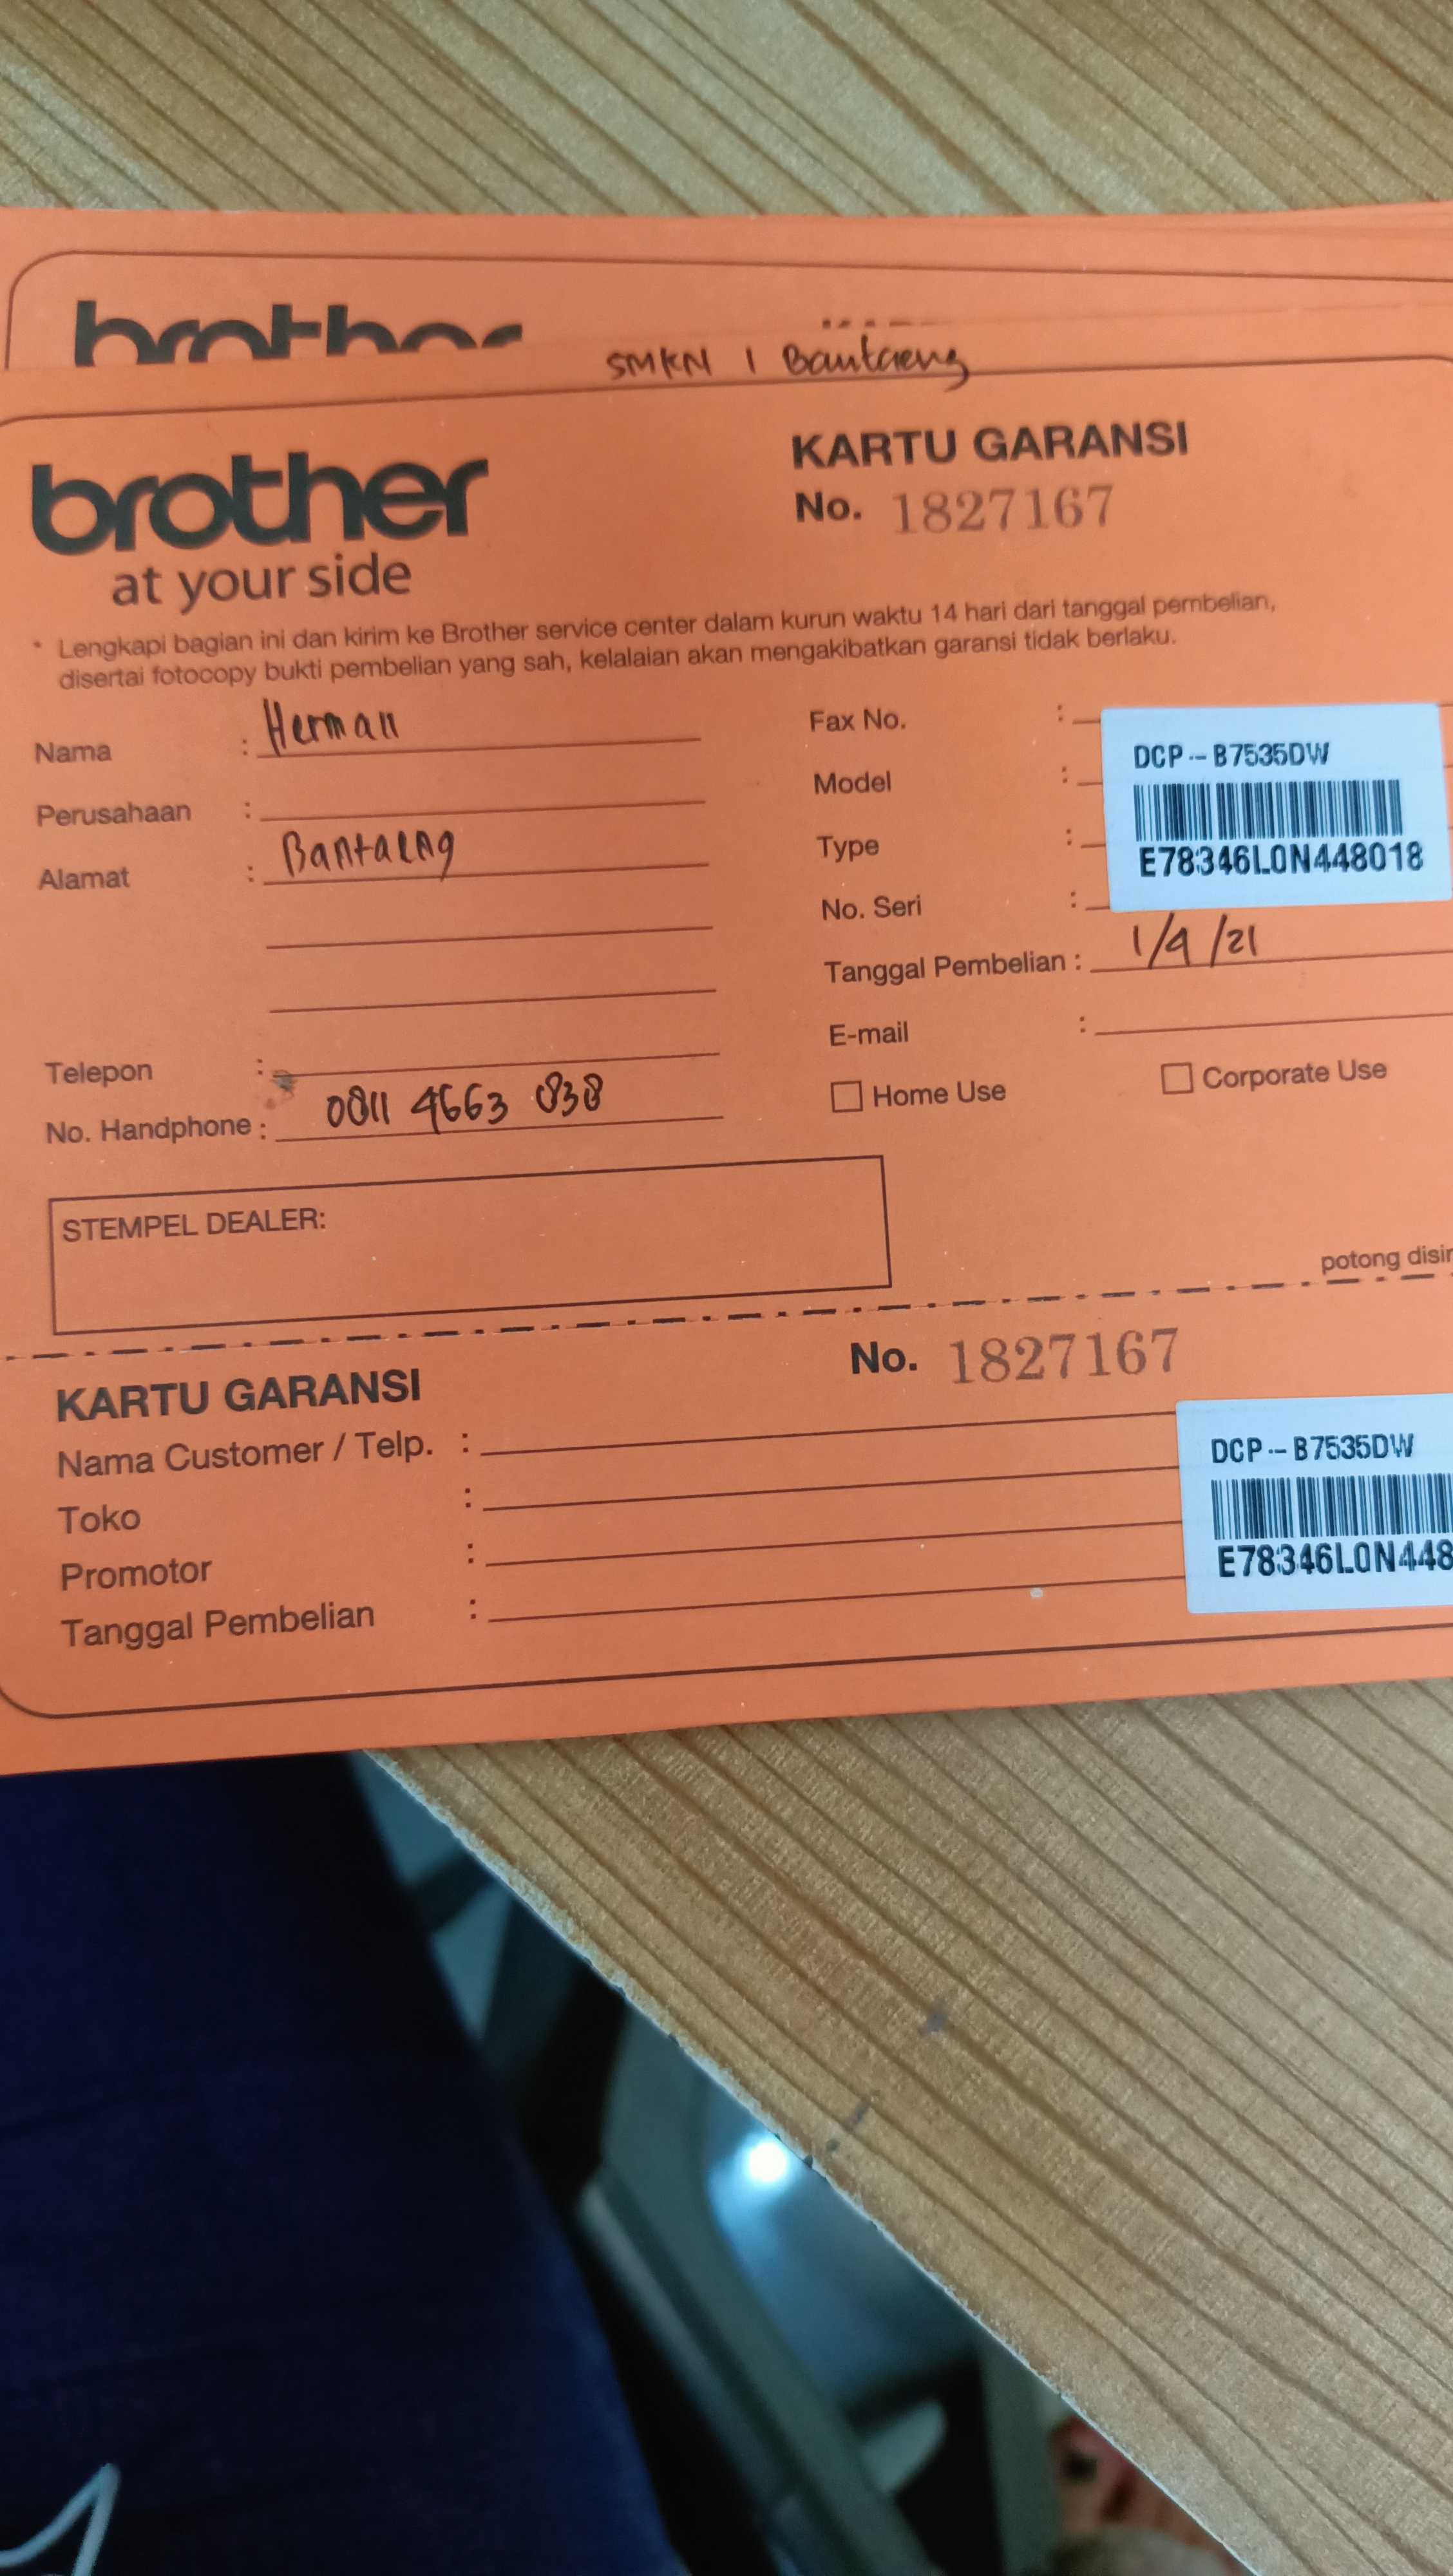 SMKN 1 Bantaeng
brother
at your side
KARTU GARANSI
No. 1827167
* Lengkapi bagian ini dan kirim ke Brother service center dalam kurun waktu 14 hari dari tanggal pembelian,
disertai fotocopy bukti pembelian yang sah, kelalaian akan mengakibatkan garansi tidak berlaku.
Nama : Herman
Perusahaan :
Alamat : Bantaeng
Telepon :
No. Handphone : 0811 4663 838
Fax No. :
Model :
Type :
No. Seri :
DCP-B7535DW
E78346L0N448018
Tanggal Pembelian : 1/4/21
E-mail :
Home Use
Corporate Use
STEMPEL DEALER:
potong
KARTU GARANSI
No. 1827167
Nama Customer / Telp. :
Toko :
Promotor :
Tanggal Pembelian :
DCP-B7535DW
E78346L0N448